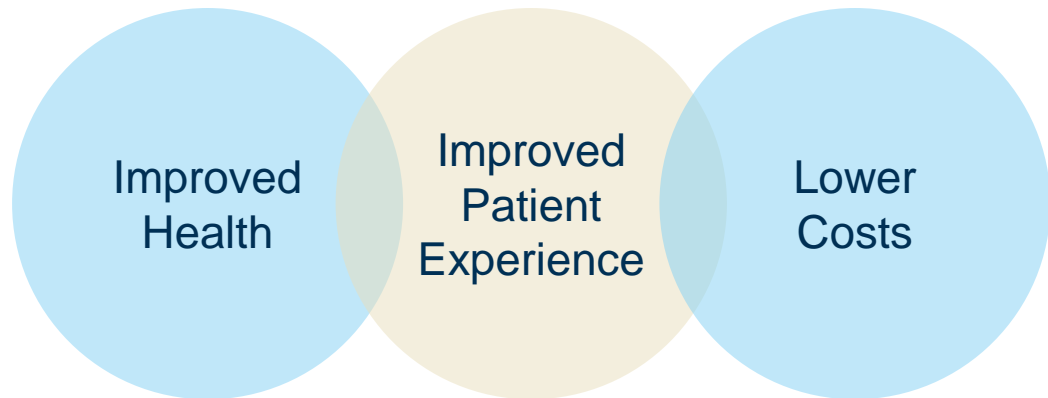 Improved
Health
Improved
Patient
Experience
Lower
Costs